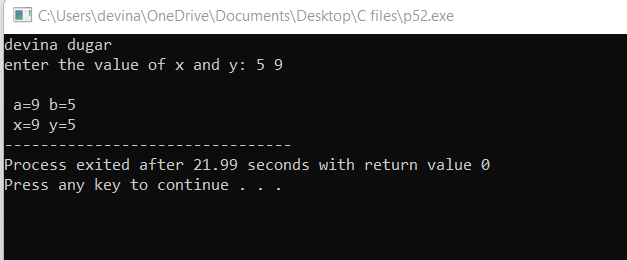 C:\Users\devina\OneDrive\Documents\Desktop\C files\p52.exe
devina dugar
enter the value of x and y: 5 9
a=9 b=5
x=9 y=5
--------------------------------
Process exited after 21.99 seconds with return value 0
Press any key to continue . . .